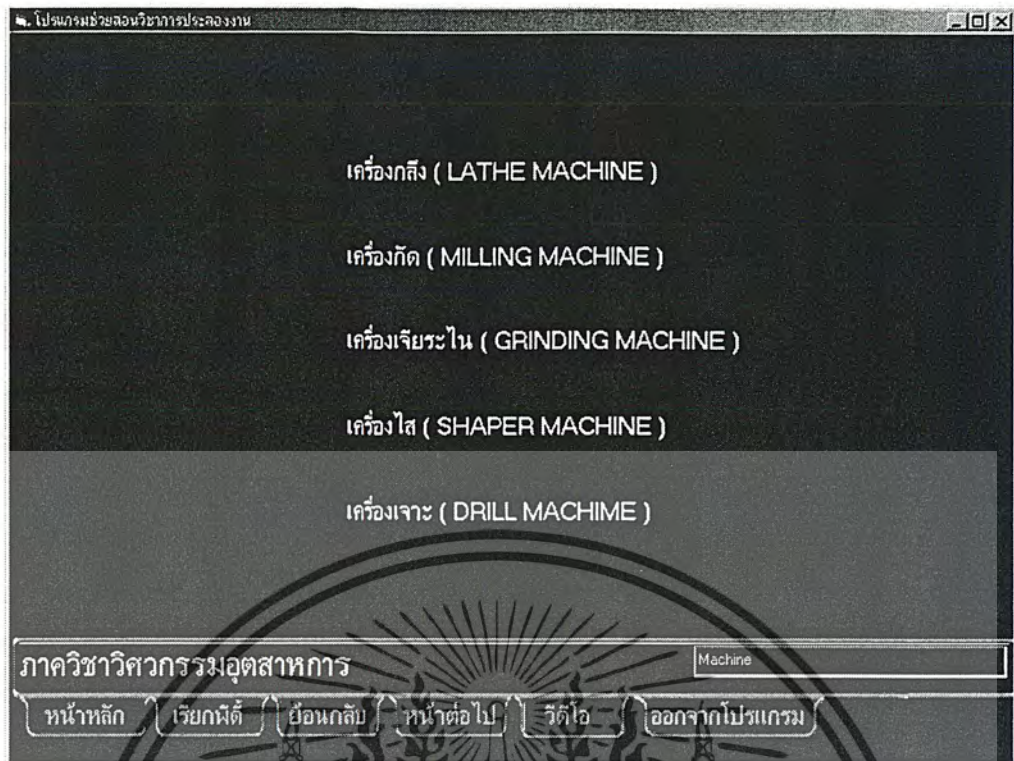 โปรแกรมช่วยสอนวิชาการประลองงาน
เครื่องกลึง ( LATHE MACHINE )
เครื่องกัด ( MILLING MACHINE )
เครื่องเจียระไน ( GRINDING MACHINE )
เครื่องไส ( SHAPER MACHINE )
เครื่องเจาะ ( DRILL MACHIME )
ภาควิชาวิศวกรรมอุตสาหการ
Machine
หน้าหลัก เรียกพีดี้ ย้อนกลับ หน้าต่อไป วีดีโอ ออกจากโปรแกรม